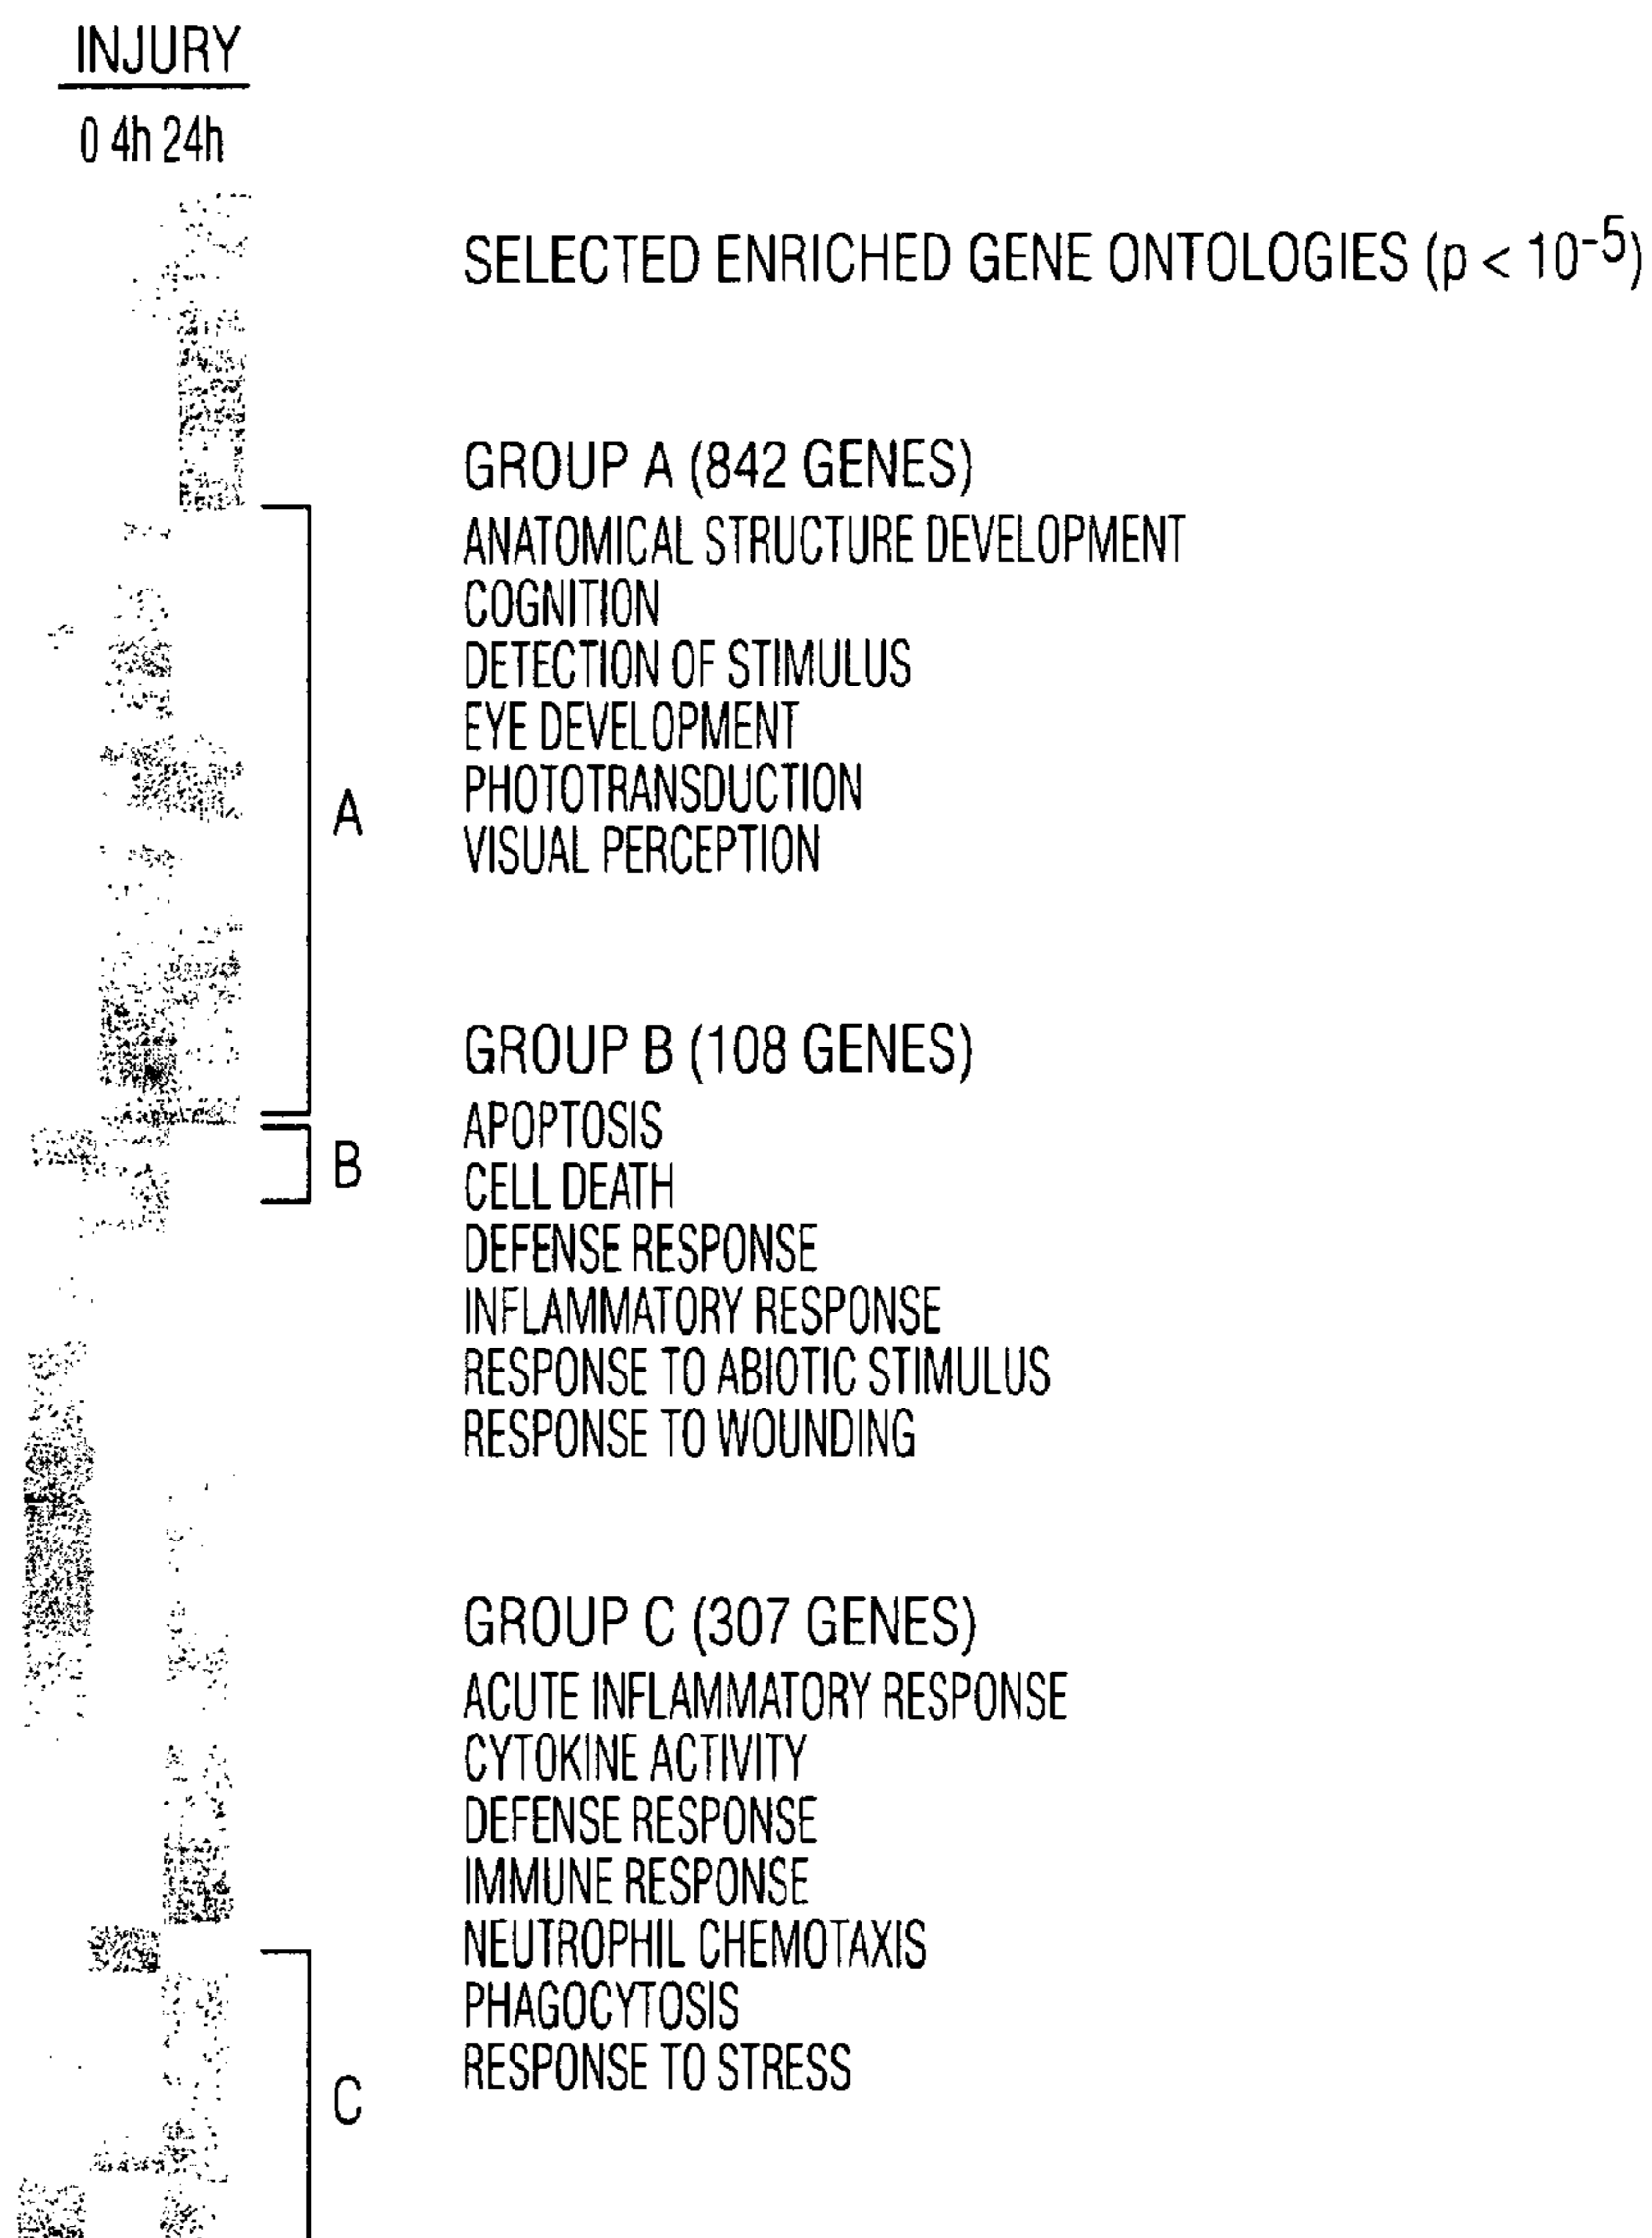 INJURY
0 4h 24h
SELECTED ENRICHED GENE ONTOLOGIES (p < 10-5)
GROUP A (842 GENES)
ANATOMICAL STRUCTURE DEVELOPMENT
COGNITION
DETECTION OF STIMULUS
EYE DEVELOPMENT
PHOTOTRANSDUCTION
VISUAL PERCEPTION
A
GROUP B (108 GENES)
APOPTOSIS
CELL DEATH
DEFENSE RESPONSE
INFLAMMATORY RESPONSE
RESPONSE TO ABIOTIC STIMULUS
RESPONSE TO WOUNDING
B
GROUP C (307 GENES)
ACUTE INFLAMMATORY RESPONSE
CYTOKINE ACTIVITY
DEFENSE RESPONSE
IMMUNE RESPONSE
NEUTROPHIL CHEMOTAXIS
PHAGOCYTOSIS
RESPONSE TO STRESS
C